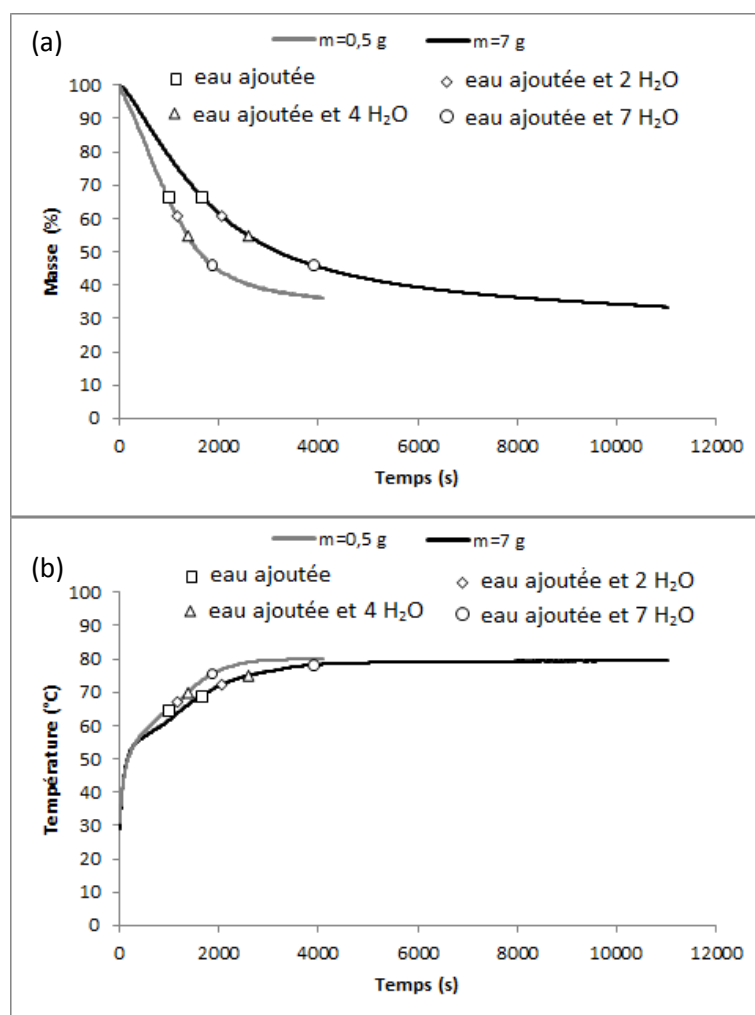 (a)
m=0,5 g m=7 g
eau ajoutée eau ajoutée et 2 H₂O
eau ajoutée et 4 H₂O eau ajoutée et 7 H₂O
Masse (%)
100
90
80
70
60
50
40
30
20
10
0
0 2000 4000 6000 8000 10000 12000
Temps (s)
(b)
m=0,5 g m=7 g
eau ajoutée eau ajoutée et 2 H₂O
eau ajoutée et 4 H₂O eau ajoutée et 7 H₂O
Température (°C)
100
90
80
70
60
50
40
30
20
10
0
0 2000 4000 6000 8000 10000 12000
Temps (s)